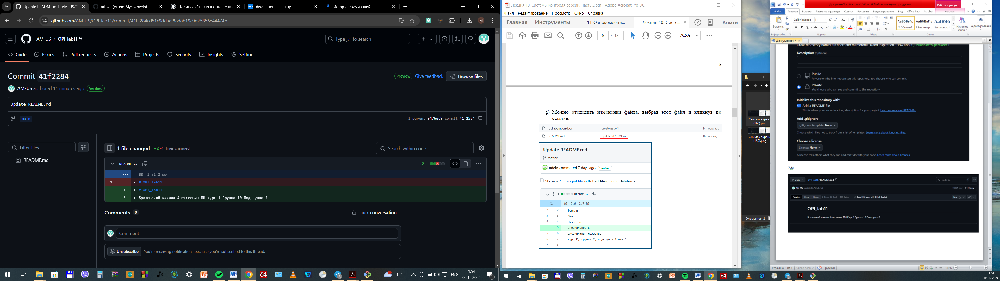 Update README.md · AM-US/O
artaka (Artem Myshkovets)
Политика GitHub в отношени
diskstation.belstu.by
История скачиваний
github.com/AM-US/OPI_lab11/commit/41f2284cd51c9ddaaf88dab19c9d25856e44474b
AM-US / OPI_lab11
Type / to search
Code
Issues
Pull requests
Actions
Projects
Security
Insights
Settings
Commit 41f2284
Preview
Give feedback
Browse files
AM-US authored 11 minutes ago
Verified
Update README.md
main
1 parent 9476ec9 commit 41f2284
Filter files...
README.md
1 file changed +2 -1 lines changed
Search within code
README.md
+2 -1
@@ -1 +1,2 @@
1 - # OPI_lab11
1 + # OPI_lab11
2 + Бразовский михаил Алексеевич ПИ Курс 1 Группа 10 Подгруппа 2
Comments 0
Lock conversation
Comment
Unsubscribe
You're receiving notifications because you're subscribed to this thread.
-1°C
ENG
1:54
05.12.2024
Лекция 10. Системы контроля версий. Часть 2.pdf - Adobe Acrobat Pro DC
Файл Редактирование Просмотр Окно Справка
Главная
Инструменты
11_Ознокомлени...
Лекция 10. Систе...
Войти
6 / 18
76,5%
5
g) Можно отследить изменения файла, выбрав этот файл и кликнув по
ссылке:
Collaboration.docx Create issue 1 14 hours ago
README.md Update README.md 16 hours ago
Update README.md
master
adeln committed 7 days ago Verified
Showing 1 changed file with 1 addition and 0 deletions.
1 README.md
@@ -2,6 +2,7 @@
2 2 Фамилия
3 3 Имя
4 4 Отчество
5 + Специальность
5 6 Дисциплина "Название"
6 7 курс К, группа Г, подгруппа 1 или 2
7 8
Снимок экрана
(160).png
Снимок экрана
(159).png
Элементов: 2
Документ1 - Microsoft Word (Сбой активации продукта)
Работа с рисун...
Файл
Главная
Вставка
Разметка страницы
Ссылки
Рассылки
Рецензирование
Вид
Office Tab
Acrobat
Формат
Вставить
Calibri (Основ
11
АаБбВвГг,
АаБбВвГг,
АаБбВі
¶ Обычный
¶ Без интер...
Заголовок 1
Изменить
стили
Редактирование
Буфер обм...
Шрифт
Абзац
Стили
Документ1 *
Great repository names are short and memorable. Need inspiration? How about jubilant-octo-parakeet ?
Description (optional)
Public
Anyone on the internet can see this repository. You choose who can commit.
Private
You choose who can see and commit to this repository.
Initialize this repository with:
Add a README file
This is where you can write a long description for your project. Learn more about READMEs.
Add .gitignore
.gitignore template: None
Choose which files not to track from a list of templates. Learn more about ignoring files.
Choose a license
License: None
A license tells others what they can and can't do with your code. Learn more about licenses.
7,8:
main
OPI_lab11 / README.md
Go to file
AM-US Update README.md
41f2284 · now
History
Preview
Code
Blame
Code 55% faster with GitHub Copilot
Raw
OPI_lab11
Бразовский михаил Алексеевич ПИ Курс 1 Группа 10 Подгруппа 2
Страница: 1 из 1
Число слов: 2
русский
100%
1:54
05.12.2024